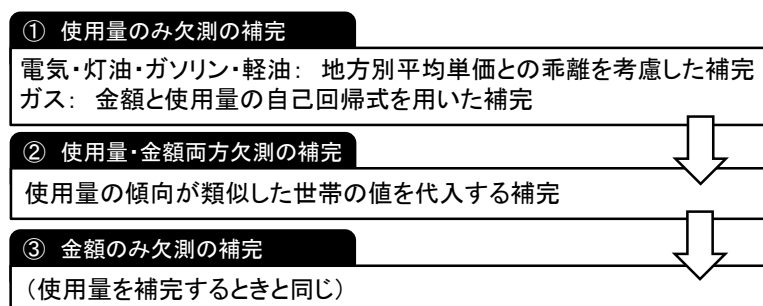 ① 使用量のみ欠測の補完
電気・灯油・ガソリン・軽油： 地方別平均単価との乖離を考慮した補完
ガス： 金額と使用量の自己回帰式を用いた補完
② 使用量・金額両方欠測の補完
使用量の傾向が類似した世帯の値を代入する補完
③ 金額のみ欠測の補完
（使用量を補完するときと同じ）